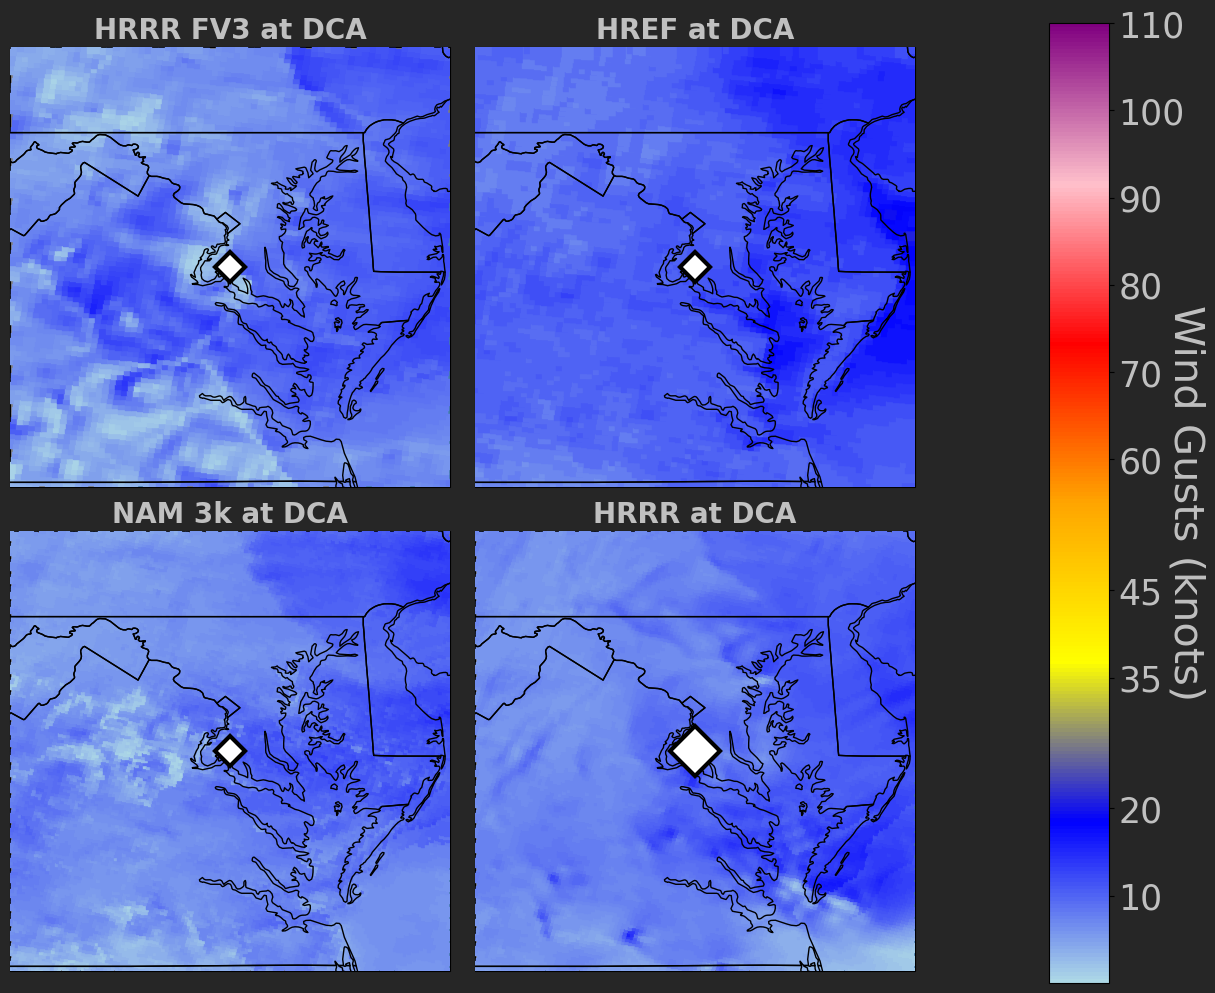 HRRR FV3 at DCA
HREF at DCA
NAM 3k at DCA
HRRR at DCA
110
100
90
80
70
60
45
35
20
10
Wind Gusts (knots)